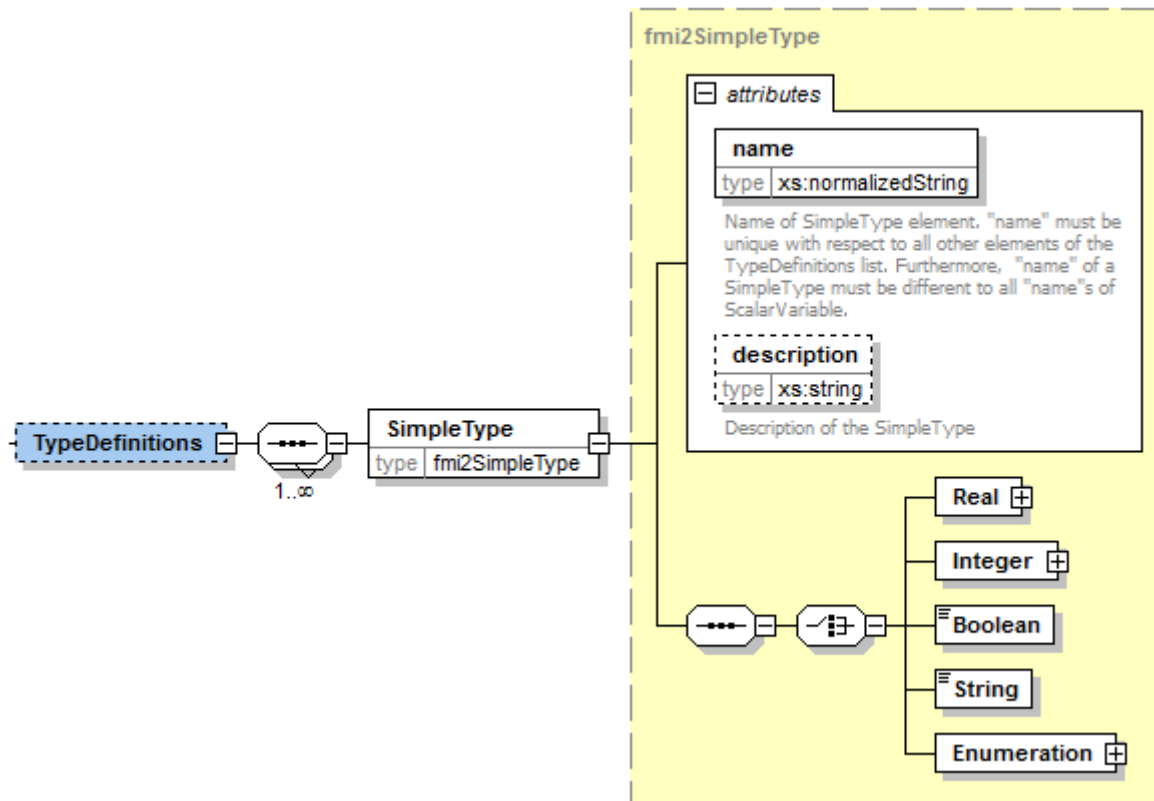 fmi2SimpleType
attributes
name
type xs:normalizedString
Name of SimpleType element. "name" must be
unique with respect to all other elements of the
TypeDefinitions list. Furthermore, "name" of a
SimpleType must be different to all "name"s of
ScalarVariable.
description
type xs:string
Description of the SimpleType
TypeDefinitions
1..∞
SimpleType
type fmi2SimpleType
Real
Integer
Boolean
String
Enumeration